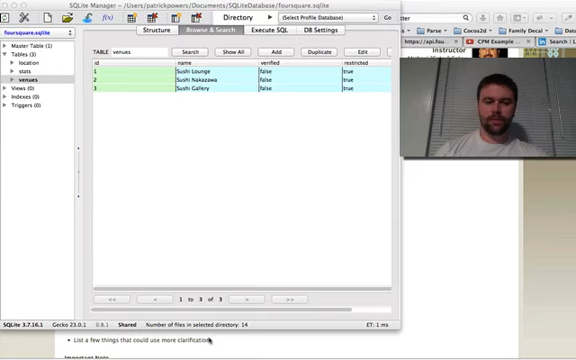 SQLite Manager - /Users/patrickpowers/Documents/SQLiteDatabase/foursquare.sqlite
f(x) Directory (Select Profile Database)
foursquare.sqlite
Structure Browse & Search Execute SQL DB Settings
Master Table (1)
Tables (3)
location
stats
venues
Views (0)
Indexes (0)
Triggers (0)
TABLE venues Search Show All Add Duplicate Edit
id name verified restricted
1 Sushi Lounge false true
2 Sushi Nakazawa false true
3 Sushi Gallery false true
<< < 1 to 3 of 3 > >>
SQLite 3.7.16.1 Gecko 23.0.1 0.8.1 Shared Number of files in selected directory: 14 ET: 1 ms
Parse Cocos2d Family Decal
https://api.fou... CPM Example Search
Instructor
• List a few things that could use more clarification
Important Note